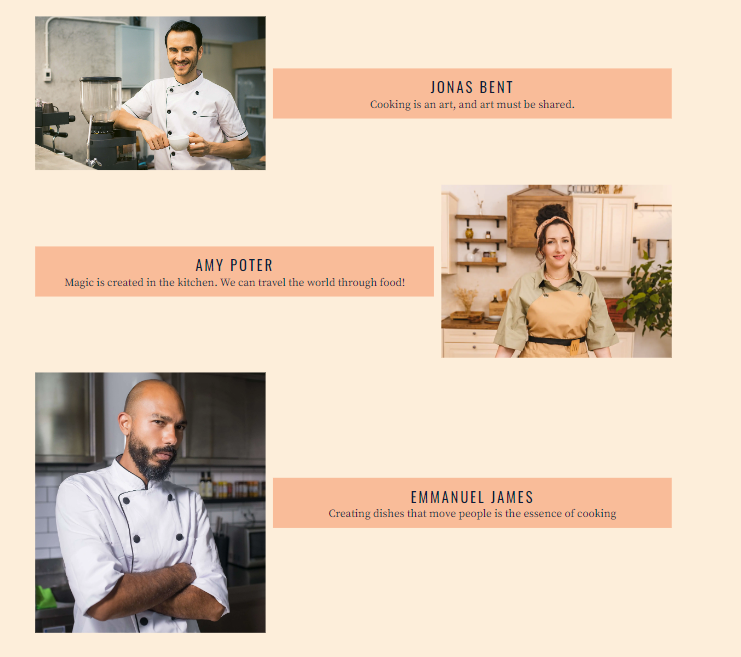 JONAS BENT
Cooking is an art, and art must be shared.
AMY POTER
Magic is created in the kitchen. We can travel the world through food!
EMMANUEL JAMES
Creating dishes that move people is the essence of cooking